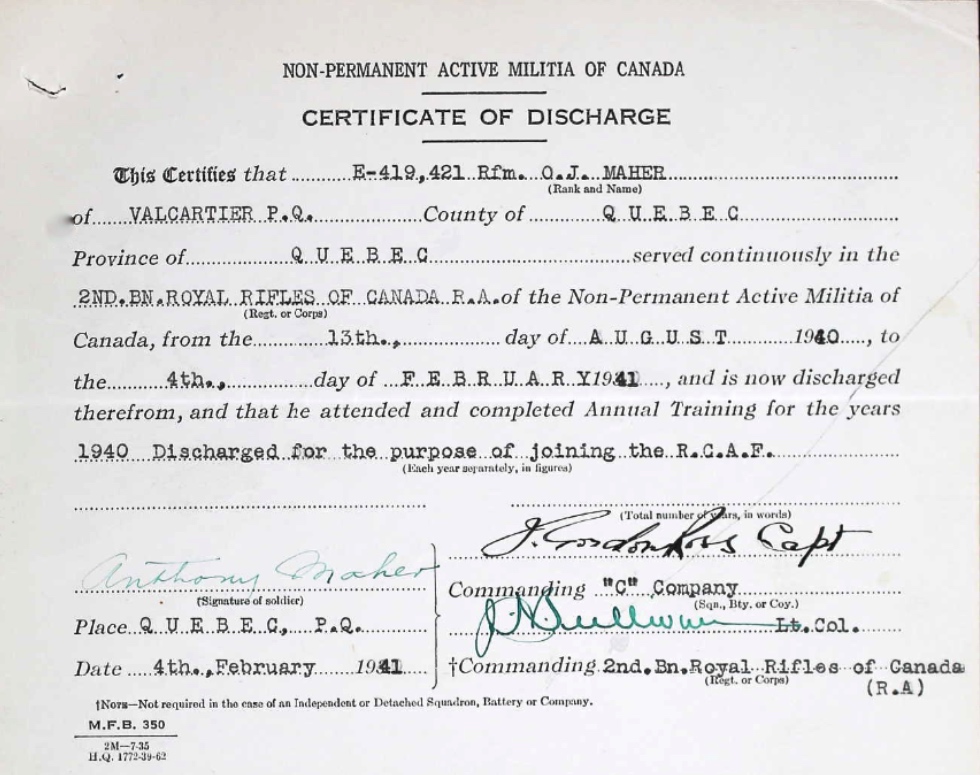 NON-PERMANENT ACTIVE MILITIA OF CANADA
CERTIFICATE OF DISCHARGE
This Certifies that E-419,421 Rfm. O.J. MAHER
(Rank and Name)
of VALCARTIER P.Q. County of Q U E B E C
Province of Q U E B E C served continuously in the
2ND.BN.ROYAL RIFLES OF CANADA R.A. of the Non-Permanent Active Militia of
(Regt. or Corps)
Canada, from the 13th., day of A U G U S T 1940, to
the 4th., day of F E B R U A R Y 1941, and is now discharged
therefrom, and that he attended and completed Annual Training for the years
1940 Discharged for the purpose of joining the R.C.A.F.
(Each year separately, in figures)
(Total number of years, in words)
J. Gordon Ross Capt
Anthony Maher
(Signature of soldier)
Commanding "C" Company
(Sqn., Bty. or Coy.)
Place Q U E B E C, P.Q.
Lt.Col.
Date 4th.,February 1941
†Commanding 2nd.Bn.Royal Rifles of Canada
(Regt. or Corps)
(R.A)
†NOTE—Not required in the case of an Independent or Detached Squadron, Battery or Company.
M.F.B. 350
2M—7-35
H.Q. 1772-39-62